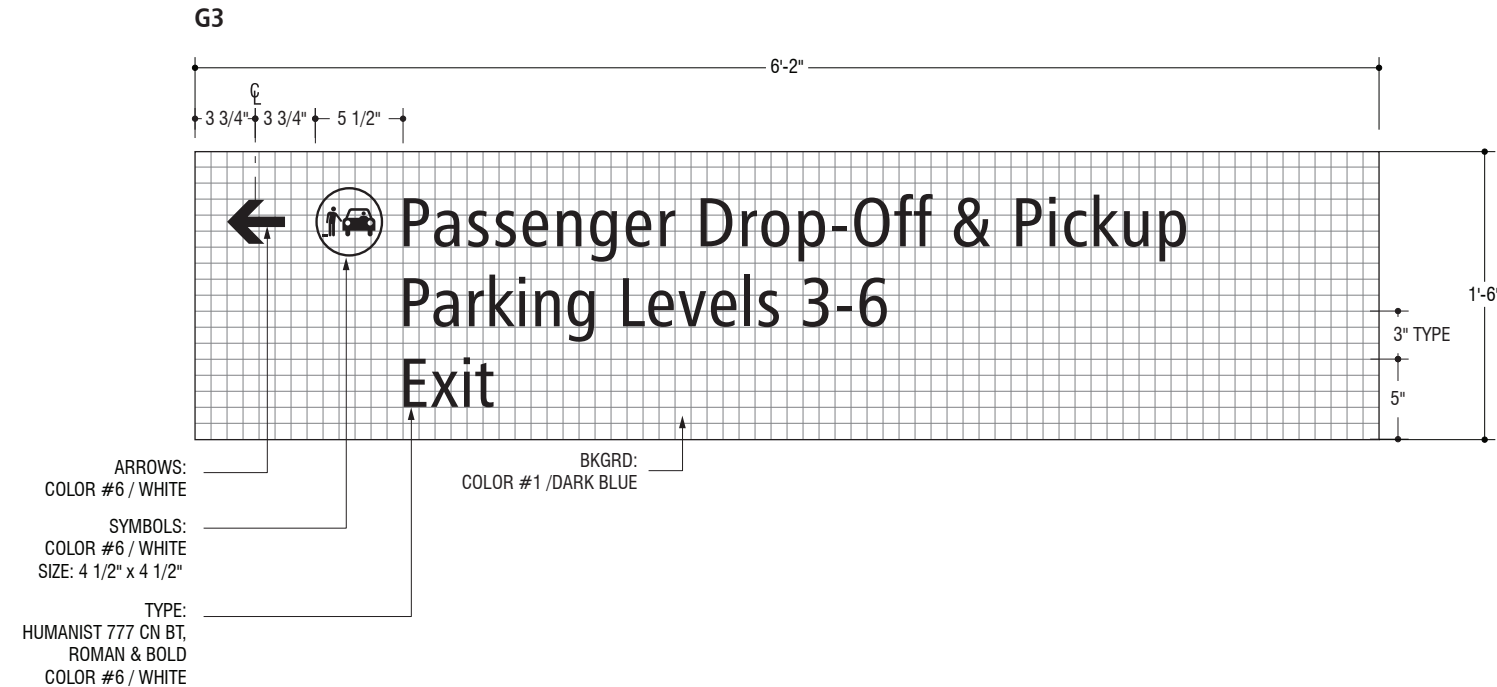 G3
6'-2"
℄
3 3/4" 3 3/4" 5 1/2"
Passenger Drop-Off & Pickup
Parking Levels 3-6
Exit
1'-6"
3" TYPE
5"
ARROWS:
COLOR #6 / WHITE
BKGRD:
COLOR #1 /DARK BLUE
SYMBOLS:
COLOR #6 / WHITE
SIZE: 4 1/2" x 4 1/2"
TYPE:
HUMANIST 777 CN BT,
ROMAN & BOLD
COLOR #6 / WHITE